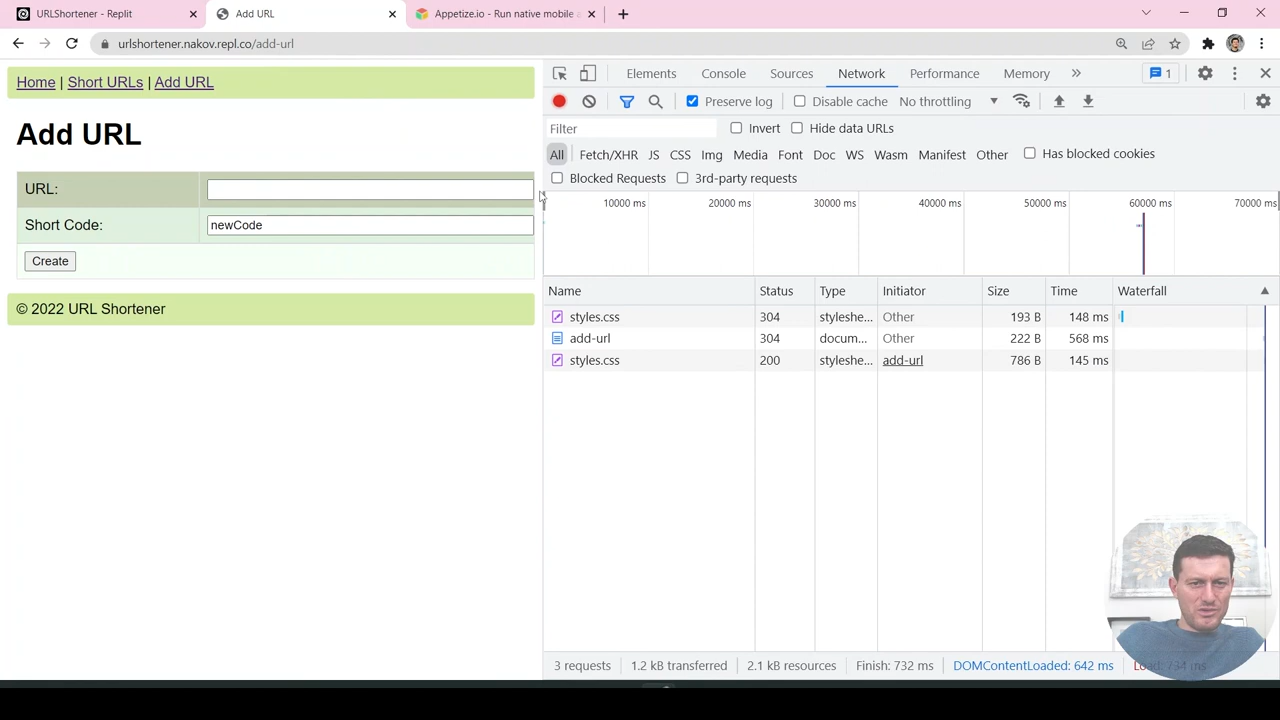 URLShortener - Replit
Add URL
Appetize.io - Run native mobile
urlshortener.nakov.repl.co/add-url
Home | Short URLs | Add URL
Add URL
URL:
Short Code: newCode
Create
© 2022 URL Shortener
Elements Console Sources Network Performance Memory 1
Preserve log Disable cache No throttling
Filter Invert Hide data URLs
All Fetch/XHR JS CSS Img Media Font Doc WS Wasm Manifest Other Has blocked cookies
Blocked Requests 3rd-party requests
10000 ms 20000 ms 30000 ms 40000 ms 50000 ms 60000 ms 70000 ms
Name Status Type Initiator Size Time Waterfall
styles.css 304 styleshe... Other 193 B 148 ms
add-url 304 docum... Other 222 B 568 ms
styles.css 200 styleshe... add-url 786 B 145 ms
3 requests 1.2 kB transferred 2.1 kB resources Finish: 732 ms DOMContentLoaded: 642 ms Load: 734 ms